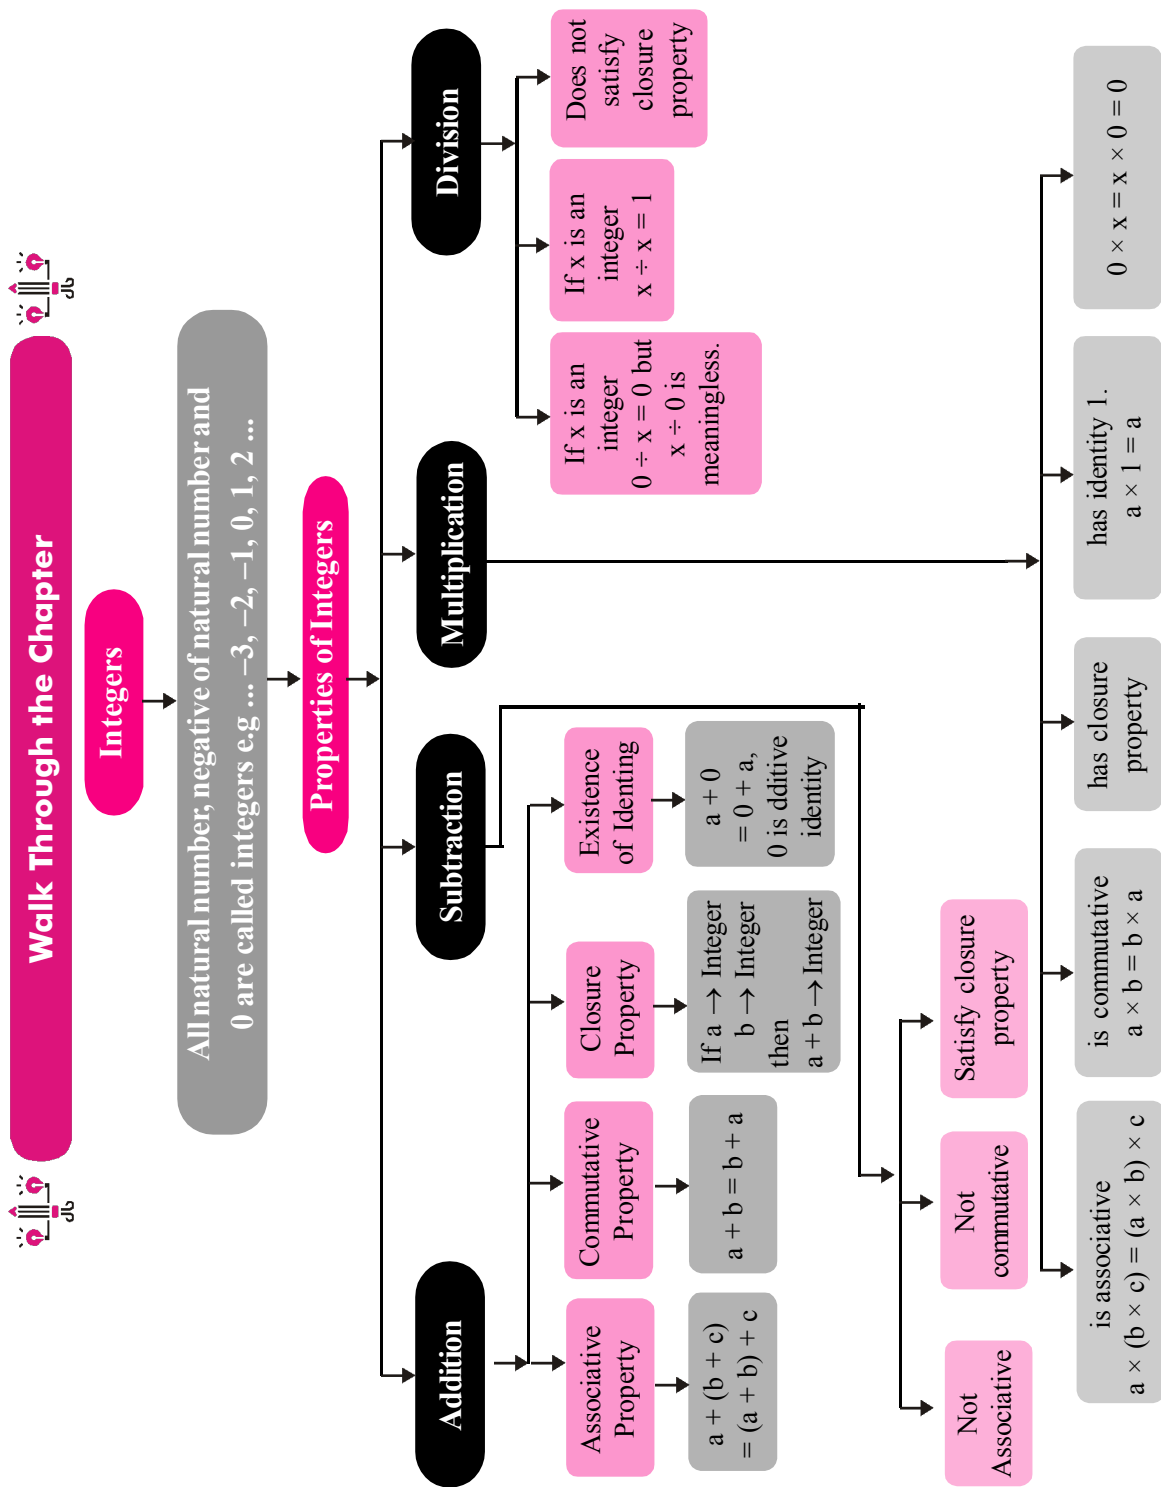 Walk Through the Chapter
Integers
All natural number, negative of natural number and
0 are called integers e.g ... –3, –2, –1, 0, 1, 2 ...
Properties of Integers
Addition
Subtraction
Multiplication
Division
Associative
Property
a + (b + c)
= (a + b) + c
Commutative
Property
a + b = b + a
Closure
Property
If a → Integer
b → Integer
then
a + b → Integer
Existence
of Identing
a + 0
= 0 + a,
0 is dditive
identity
Not
Associative
Not
commutative
Satisfy closure
property
is associative
a × (b × c) = (a × b) × c
is commutative
a × b = b × a
has closure
property
has identity 1.
a × 1 = a
0 × x = x × 0 = 0
If x is an
integer
0 ÷ x = 0 but
x ÷ 0 is
meaningless.
If x is an
integer
x ÷ x = 1
Does not
satisfy
closure
property